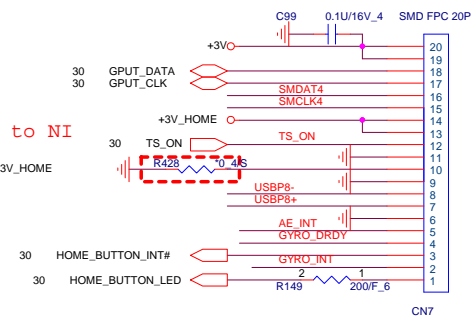 C99 0.1U/16V_4 SMD FPC 20P
+3V
20
19
30 GPUT_DATA 18
30 GPUT_CLK 17
SMDAT4 16
SMCLK4 15
+3V_HOME 14
13
to NI 30 TS_ON TS_ON 12
11
3V_HOME R428 *0_4/S 10
9
USBP8- 8
USBP8+ 7
6
AE_INT 5
GYRO_DRDY 4
30 HOME_BUTTON_INT# 3
GYRO_INT 2
30 HOME_BUTTON_LED 2 1 1
R149 200/F_6
CN7